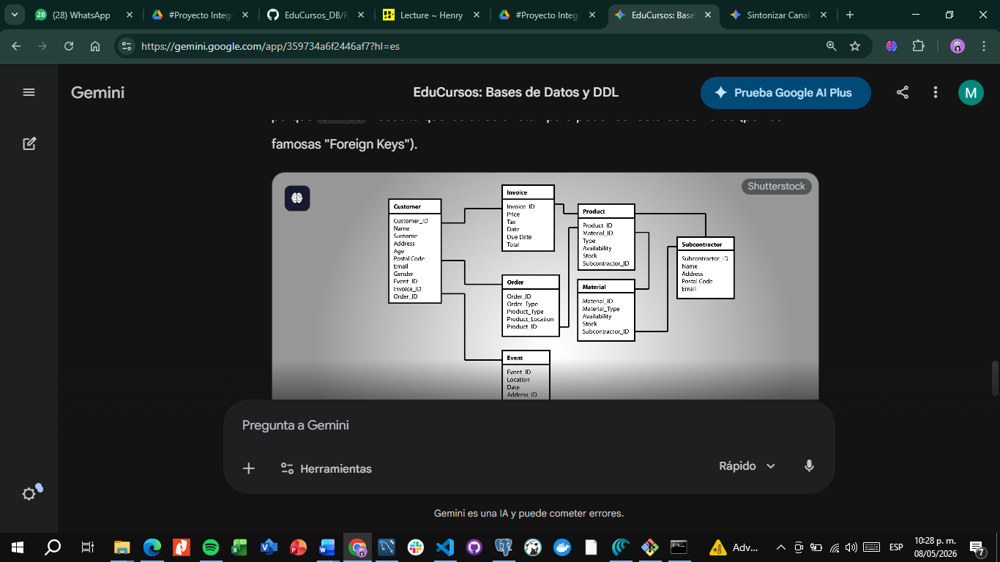 28
(28) WhatsApp
#Proyecto Integ
EduCursos_DB/R
Lecture ~ Henry
#Proyecto Integ
EduCursos: Base
Sintonizar Canal
https://gemini.google.com/app/359734a6f2446af7?hl=es
Gemini
EduCursos: Bases de Datos y DDL
Prueba Google AI Plus
M
famosas "Foreign Keys").
Shutterstock
Customer
Customer_ID
Name
Surname
Address
Age
Postal Code
Email
Gender
Event_ID
Invoice_ID
Order_ID
Invoice
Invoice_ID
Price
Tax
Date
Due Date
Total
Order
Order_ID
Order_Type
Product_Type
Product_Location
Product_ID
Event
Event_ID
Location
Date
Address_ID
Product
Product_ID
Material_ID
Type
Availability
Stock
Subcontractor_ID
Material
Material_ID
Material_Type
Availability
Stock
Subcontractor_ID
Subcontractor
Subcontractor_ID
Name
Address
Postal Code
Email
Pregunta a Gemini
Herramientas
Rápido
Gemini es una IA y puede cometer errores.
Adv...
ESP
10:28 p. m.
08/05/2026
7